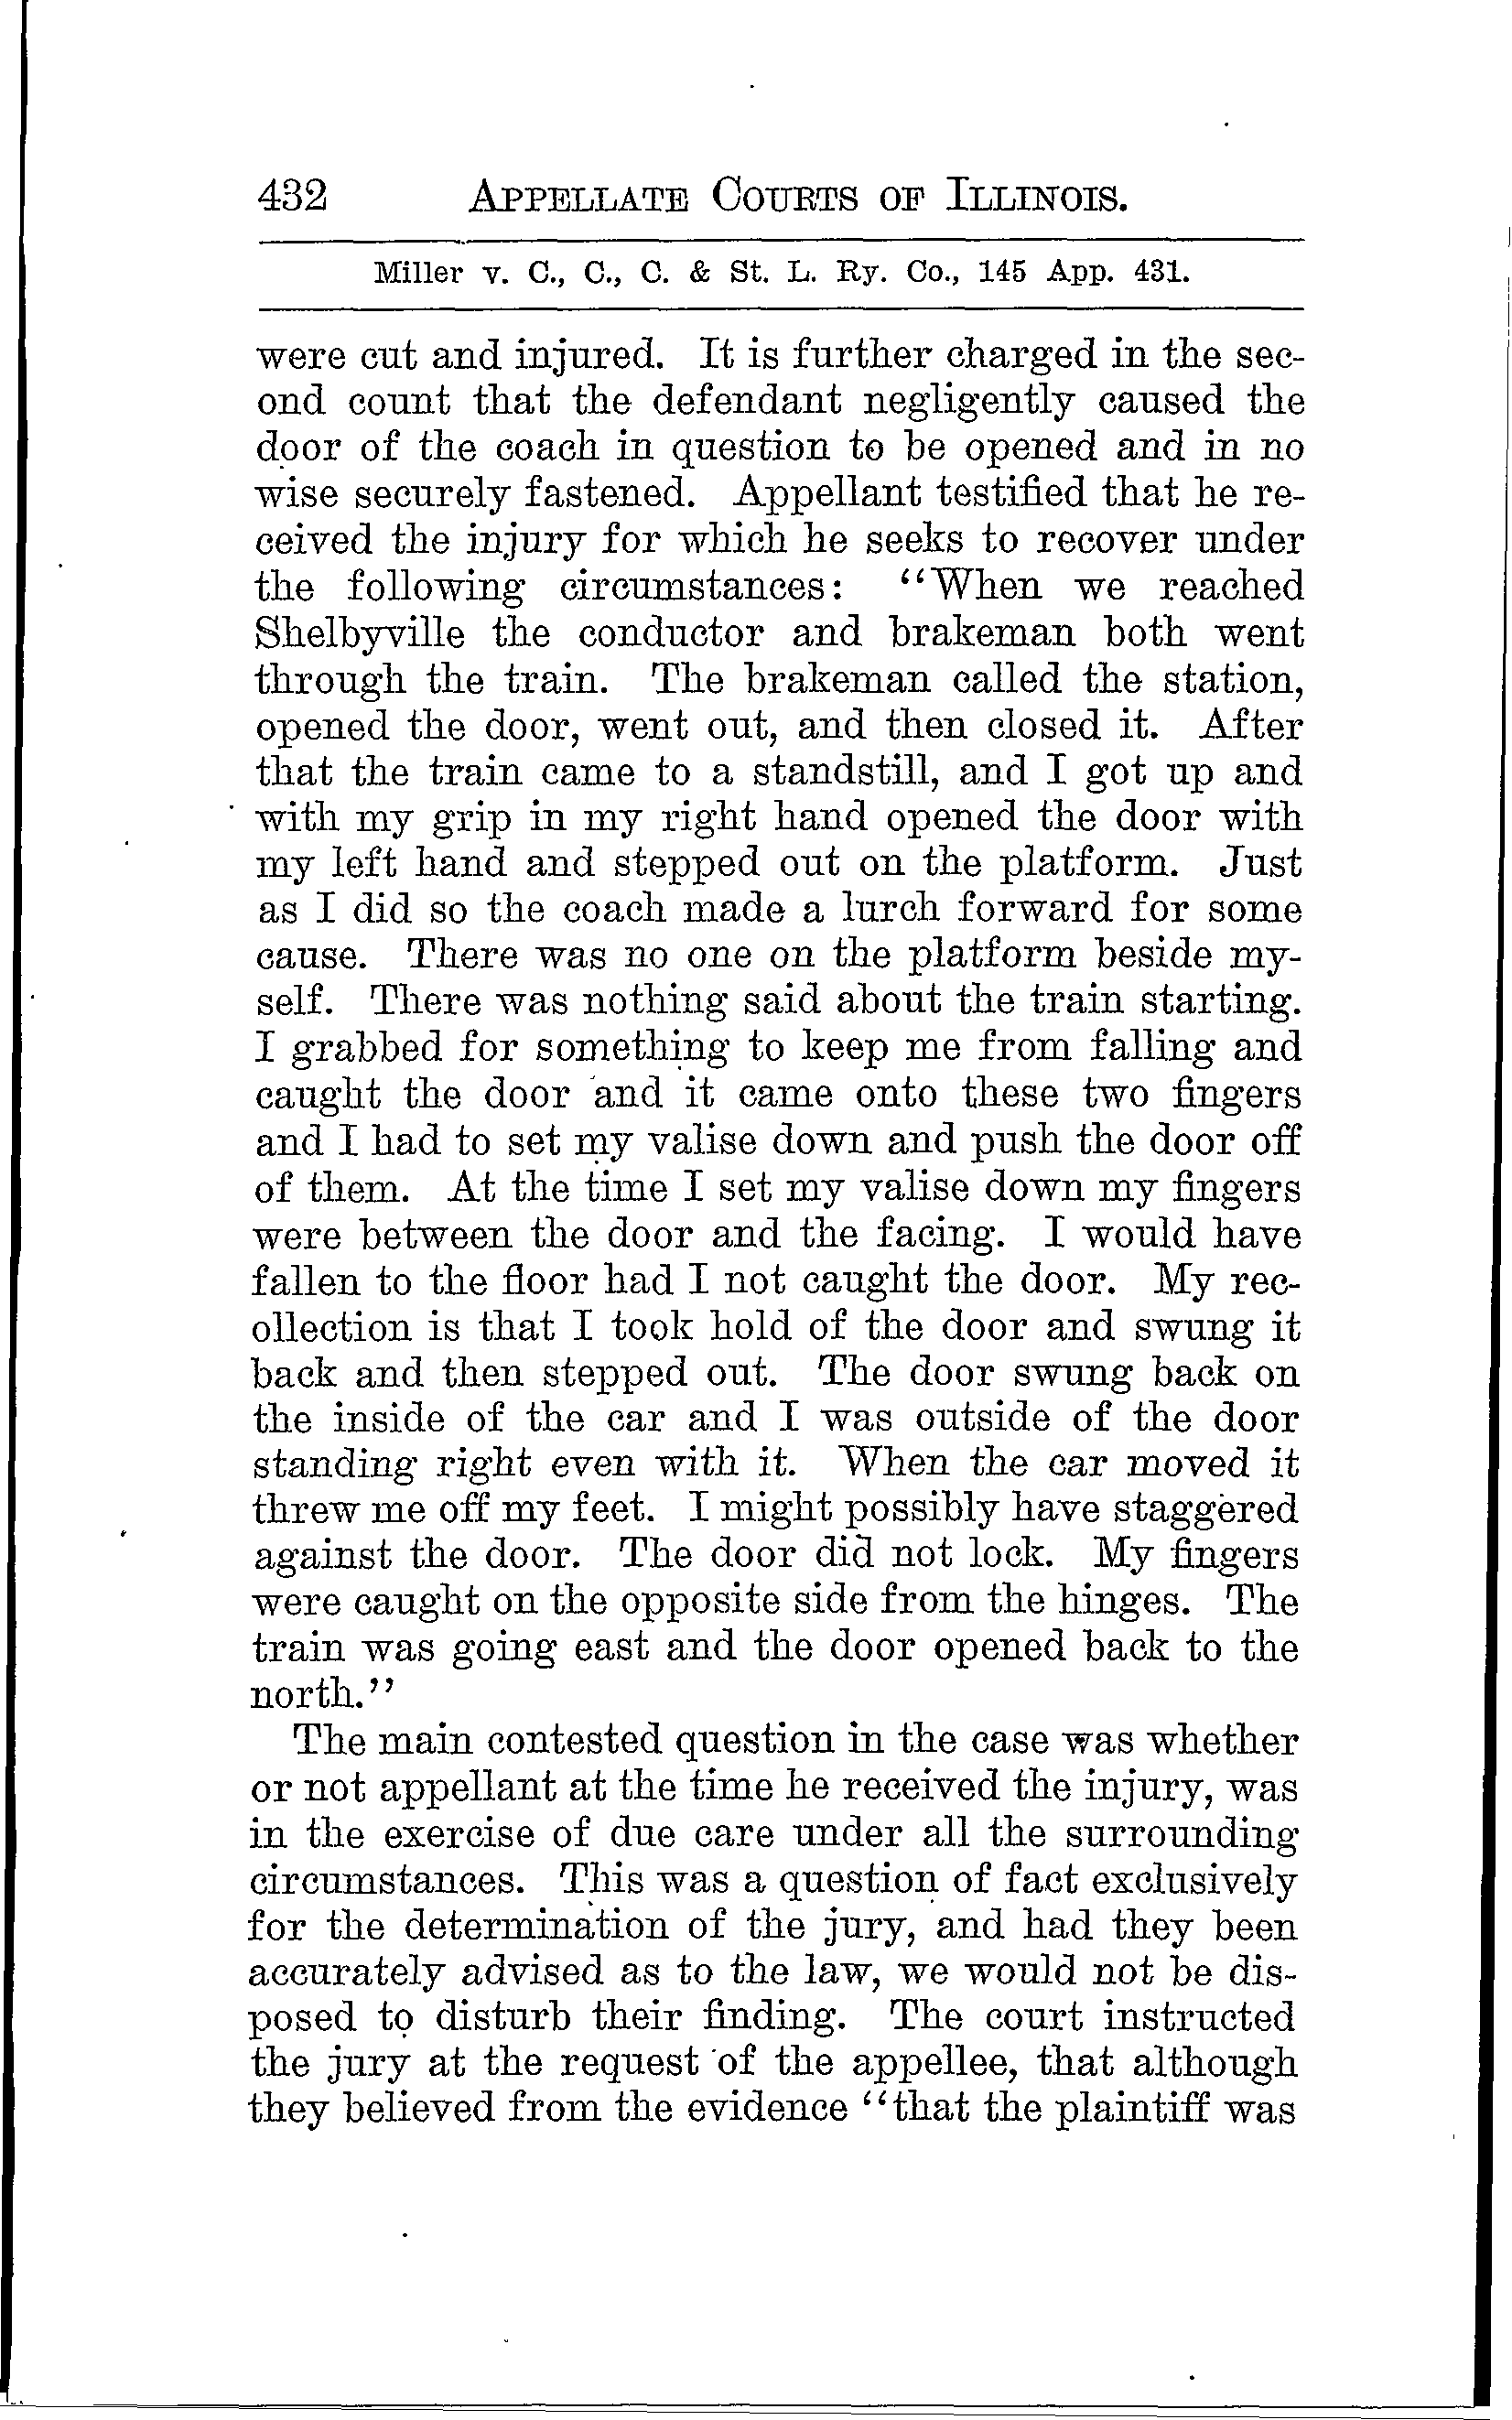 432 APPELLATE COURTS OF ILLINOIS.
Miller v. C., C., C. & St. L. Ry. Co., 145 App. 431.
were cut and injured. It is further charged in the sec-
ond count that the defendant negligently caused the
door of the coach in question to be opened and in no
wise securely fastened. Appellant testified that he re-
ceived the injury for which he seeks to recover under
the following circumstances: "When we reached
Shelbyville the conductor and brakeman both went
through the train. The brakeman called the station,
opened the door, went out, and then closed it. After
that the train came to a standstill, and I got up and
with my grip in my right hand opened the door with
my left hand and stepped out on the platform. Just
as I did so the coach made a lurch forward for some
cause. There was no one on the platform beside my-
self. There was nothing said about the train starting.
I grabbed for something to keep me from falling and
caught the door and it came onto these two fingers
and I had to set my valise down and push the door off
of them. At the time I set my valise down my fingers
were between the door and the facing. I would have
fallen to the floor had I not caught the door. My rec-
ollection is that I took hold of the door and swung it
back and then stepped out. The door swung back on
the inside of the car and I was outside of the door
standing right even with it. When the car moved it
threw me off my feet. I might possibly have staggered
against the door. The door did not lock. My fingers
were caught on the opposite side from the hinges. The
train was going east and the door opened back to the
north."
The main contested question in the case was whether
or not appellant at the time he received the injury, was
in the exercise of due care under all the surrounding
circumstances. This was a question of fact exclusively
for the determination of the jury, and had they been
accurately advised as to the law, we would not be dis-
posed to disturb their finding. The court instructed
the jury at the request of the appellee, that although
they believed from the evidence "that the plaintiff was